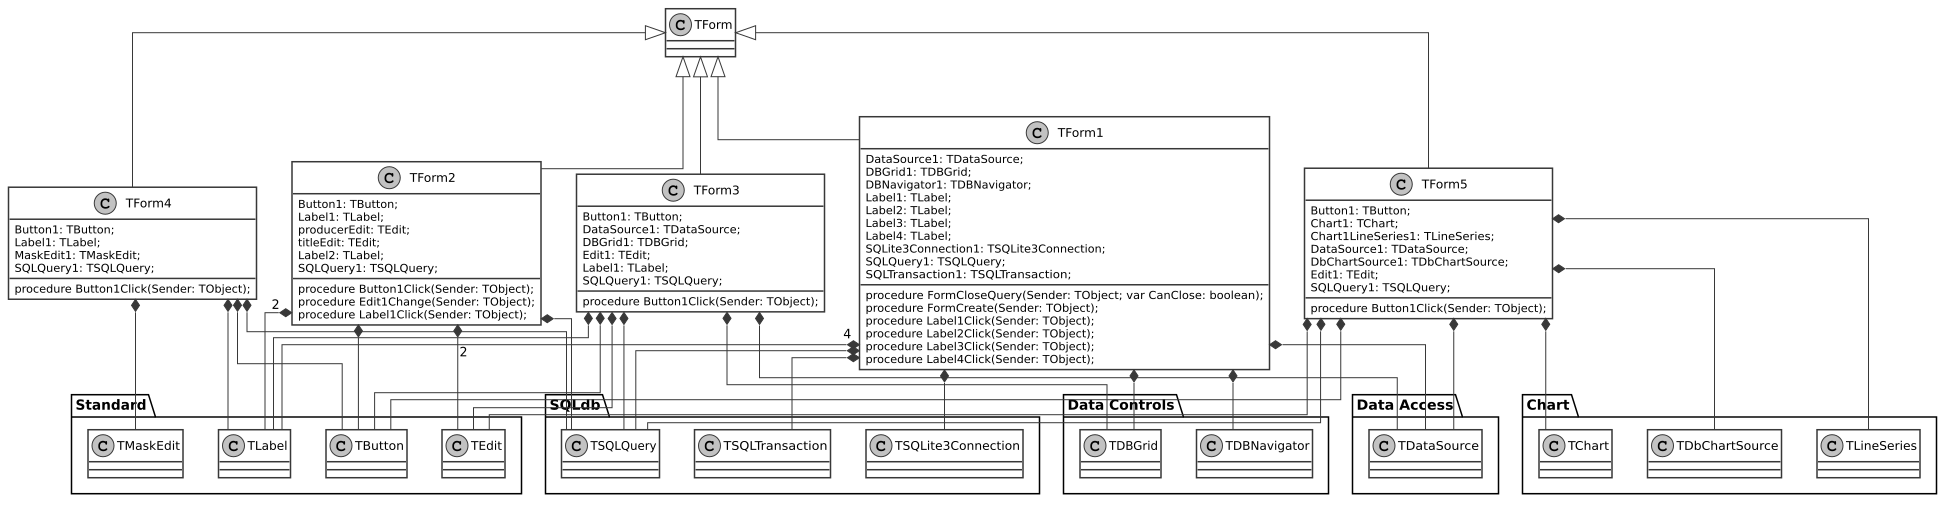 C TForm
C TForm4
Button1: TButton;
Label1: TLabel;
MaskEdit1: TMaskEdit;
SQLQuery1: TSQLQuery;
procedure Button1Click(Sender: TObject);
C TForm2
Button1: TButton;
Label1: TLabel;
producerEdit: TEdit;
titleEdit: TEdit;
Label2: TLabel;
SQLQuery1: TSQLQuery;
procedure Button1Click(Sender: TObject);
procedure Edit1Change(Sender: TObject);
procedure Label1Click(Sender: TObject);
C TForm3
Button1: TButton;
DataSource1: TDataSource;
DBGrid1: TDBGrid;
Edit1: TEdit;
Label1: TLabel;
SQLQuery1: TSQLQuery;
procedure Button1Click(Sender: TObject);
C TForm1
DataSource1: TDataSource;
DBGrid1: TDBGrid;
DBNavigator1: TDBNavigator;
Label1: TLabel;
Label2: TLabel;
Label3: TLabel;
Label4: TLabel;
SQLite3Connection1: TSQLite3Connection;
SQLQuery1: TSQLQuery;
SQLTransaction1: TSQLTransaction;
procedure FormCloseQuery(Sender: TObject; var CanClose: boolean);
procedure FormCreate(Sender: TObject);
procedure Label1Click(Sender: TObject);
procedure Label2Click(Sender: TObject);
procedure Label3Click(Sender: TObject);
procedure Label4Click(Sender: TObject);
C TForm5
Button1: TButton;
Chart1: TChart;
Chart1LineSeries1: TLineSeries;
DataSource1: TDataSource;
DbChartSource1: TDbChartSource;
Edit1: TEdit;
SQLQuery1: TSQLQuery;
procedure Button1Click(Sender: TObject);
2
2
4
Standard
C TMaskEdit
C TLabel
C TButton
C TEdit
SQLdb
C TSQLQuery
C TSQLTransaction
C TSQLite3Connection
Data Controls
C TDBGrid
C TDBNavigator
Data Access
C TDataSource
Chart
C TChart
C TDbChartSource
C TLineSeries